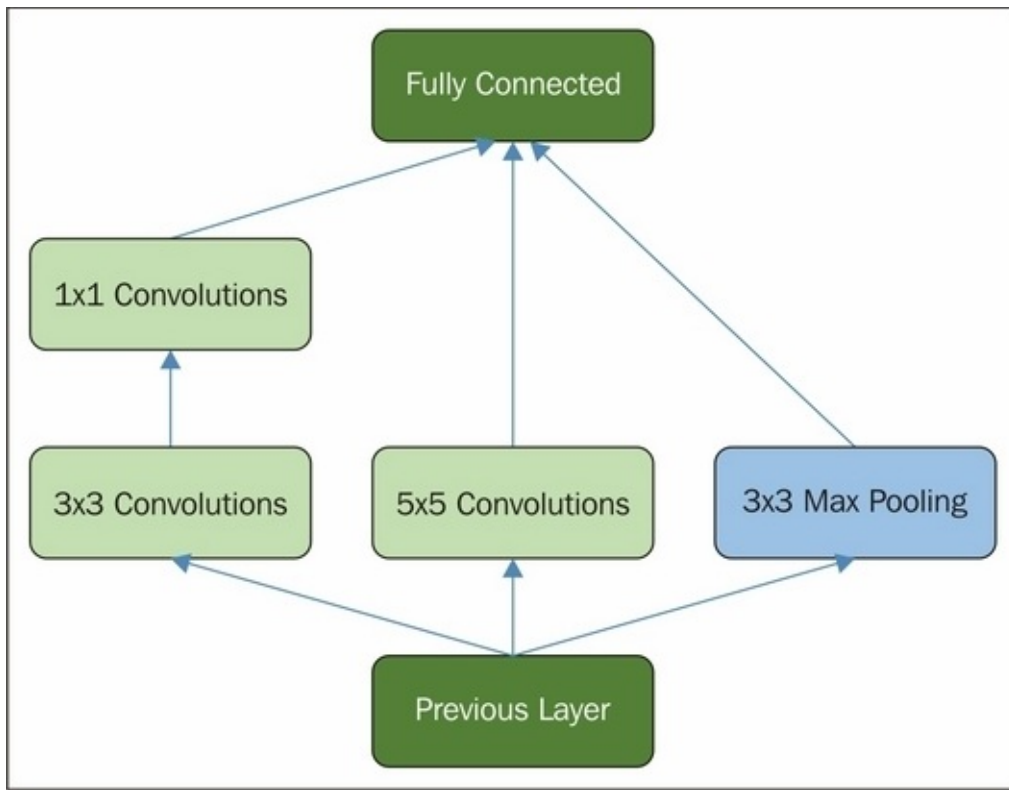 Fully Connected
1x1 Convolutions
3x3 Convolutions
5x5 Convolutions
3x3 Max Pooling
Previous Layer